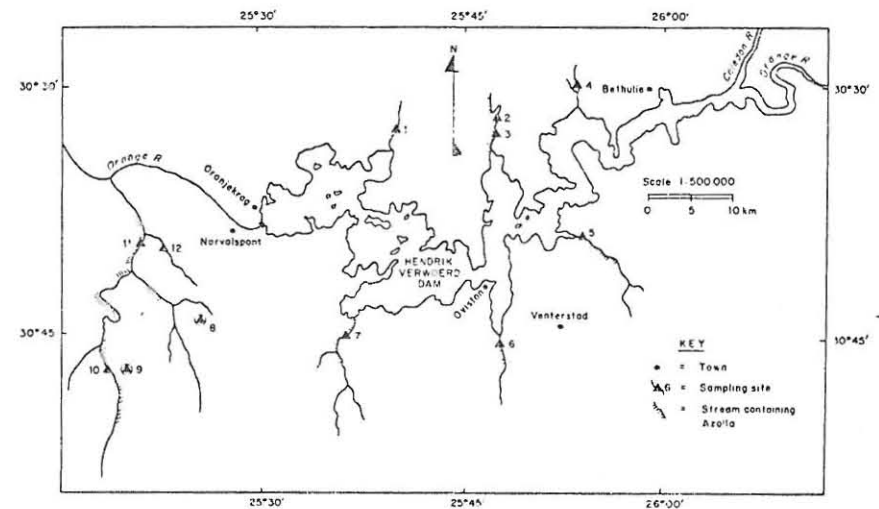 25°30'
25°45'
26°00'
30°30'
30°30'
Caledon R
Orange R
N
4
Bethulie
1
2
3
Orange R
Oranjekrag
Scale 1:500 000
0 5 10 km
11
12
Norvalspont
5
HENDRIK
VERWOERD
DAM
Oviston
Venterstad
8
30°45'
30°45'
7
6
KEY
= Town
10
9
6 = Sampling site
= Stream containing
Azolla
25°30'
25°45'
26°00'